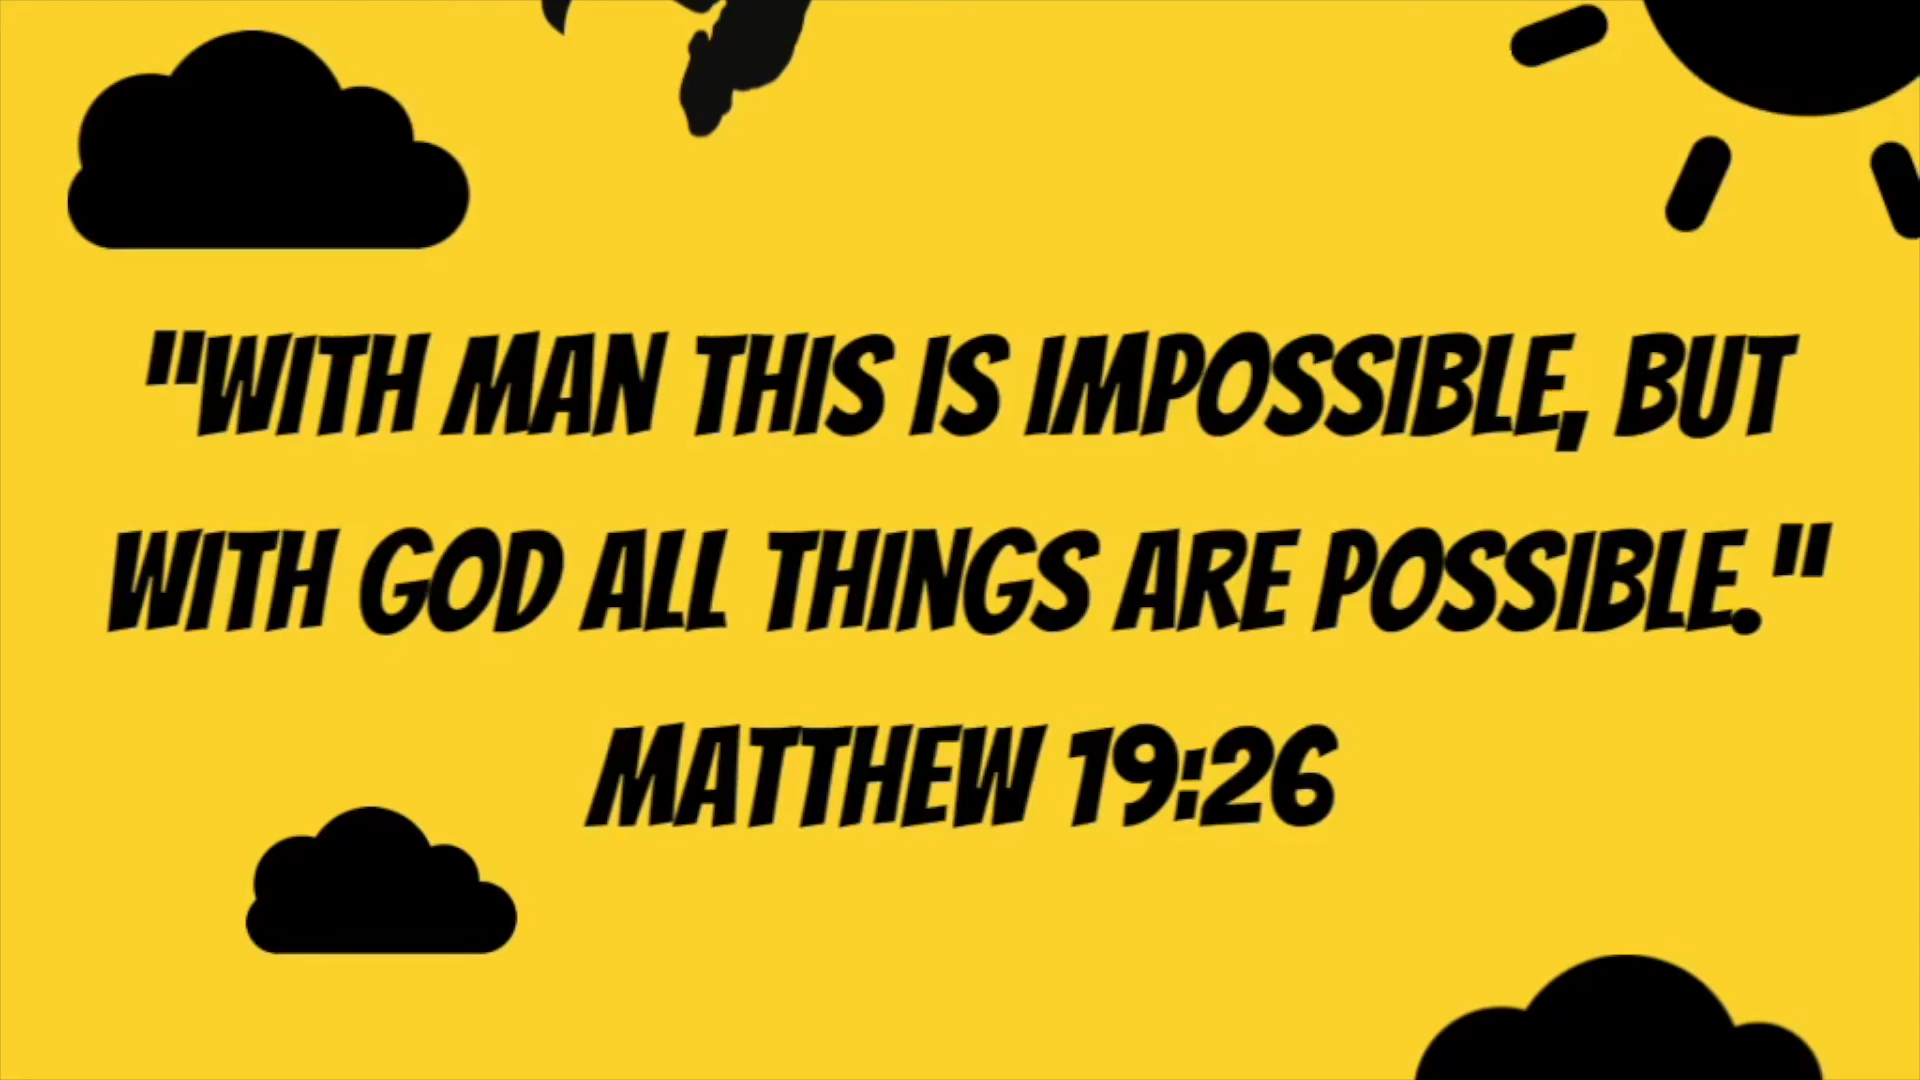 "WITH MAN THIS IS IMPOSSIBLE, BUT
WITH GOD ALL THINGS ARE POSSIBLE."
MATTHEW 19:26